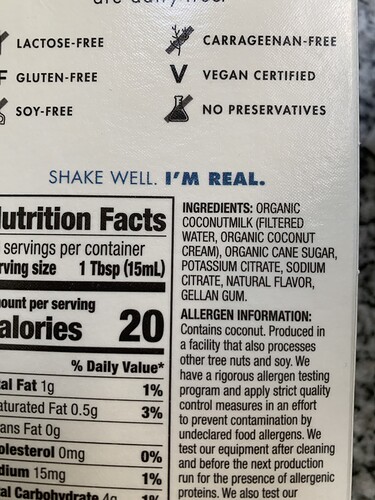 LACTOSE-FREE
CARRAGEENAN-FREE
GLUTEN-FREE
V VEGAN CERTIFIED
SOY-FREE
NO PRESERVATIVES
SHAKE WELL. I'M REAL.
utrition Facts
servings per container
rving size 1 Tbsp (15mL)
ount per serving
alories 20
% Daily Value*
al Fat 1g 1%
aturated Fat 0.5g 3%
ans Fat 0g
olesterol 0mg 0%
dium 15mg 1%
al Carbohydrate 4g 1%
INGREDIENTS: ORGANIC
COCONUTMILK (FILTERED
WATER, ORGANIC COCONUT
CREAM), ORGANIC CANE SUGAR,
POTASSIUM CITRATE, SODIUM
CITRATE, NATURAL FLAVOR,
GELLAN GUM.
ALLERGEN INFORMATION:
Contains coconut. Produced in
a facility that also processes
other tree nuts and soy. We
have a rigorous allergen testing
program and apply strict quality
control measures in an effort
to prevent contamination by
undeclared food allergens. We
test our equipment after cleaning
and before the next production
run for the presence of allergenic
proteins. We also test our